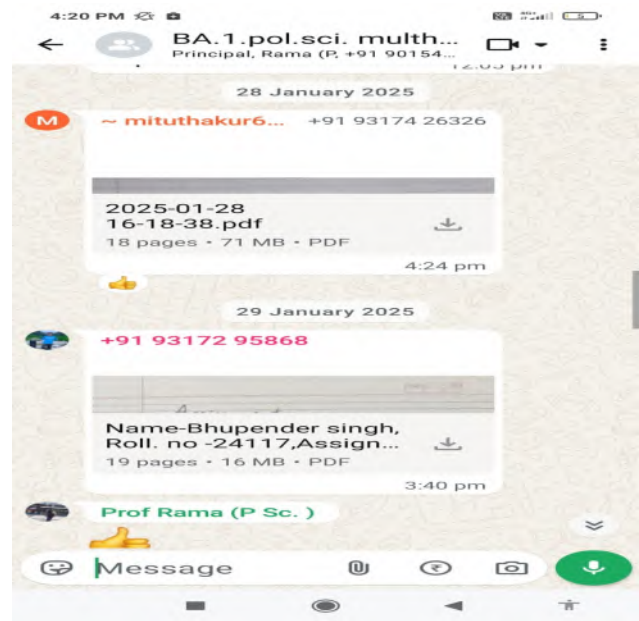 4:20 PM
BA.1.pol.sci. multh...
Principal, Rama (P, +91 90154...
12:05 pm
28 January 2025
M
~ mituthakur6... +91 93174 26326
2025-01-28
16-18-38.pdf
18 pages • 71 MB • PDF
4:24 pm
29 January 2025
+91 93172 95868
Name-Bhupender singh,
Roll. no -24117,Assign...
19 pages • 16 MB • PDF
3:40 pm
Prof Rama (P Sc. )
Message